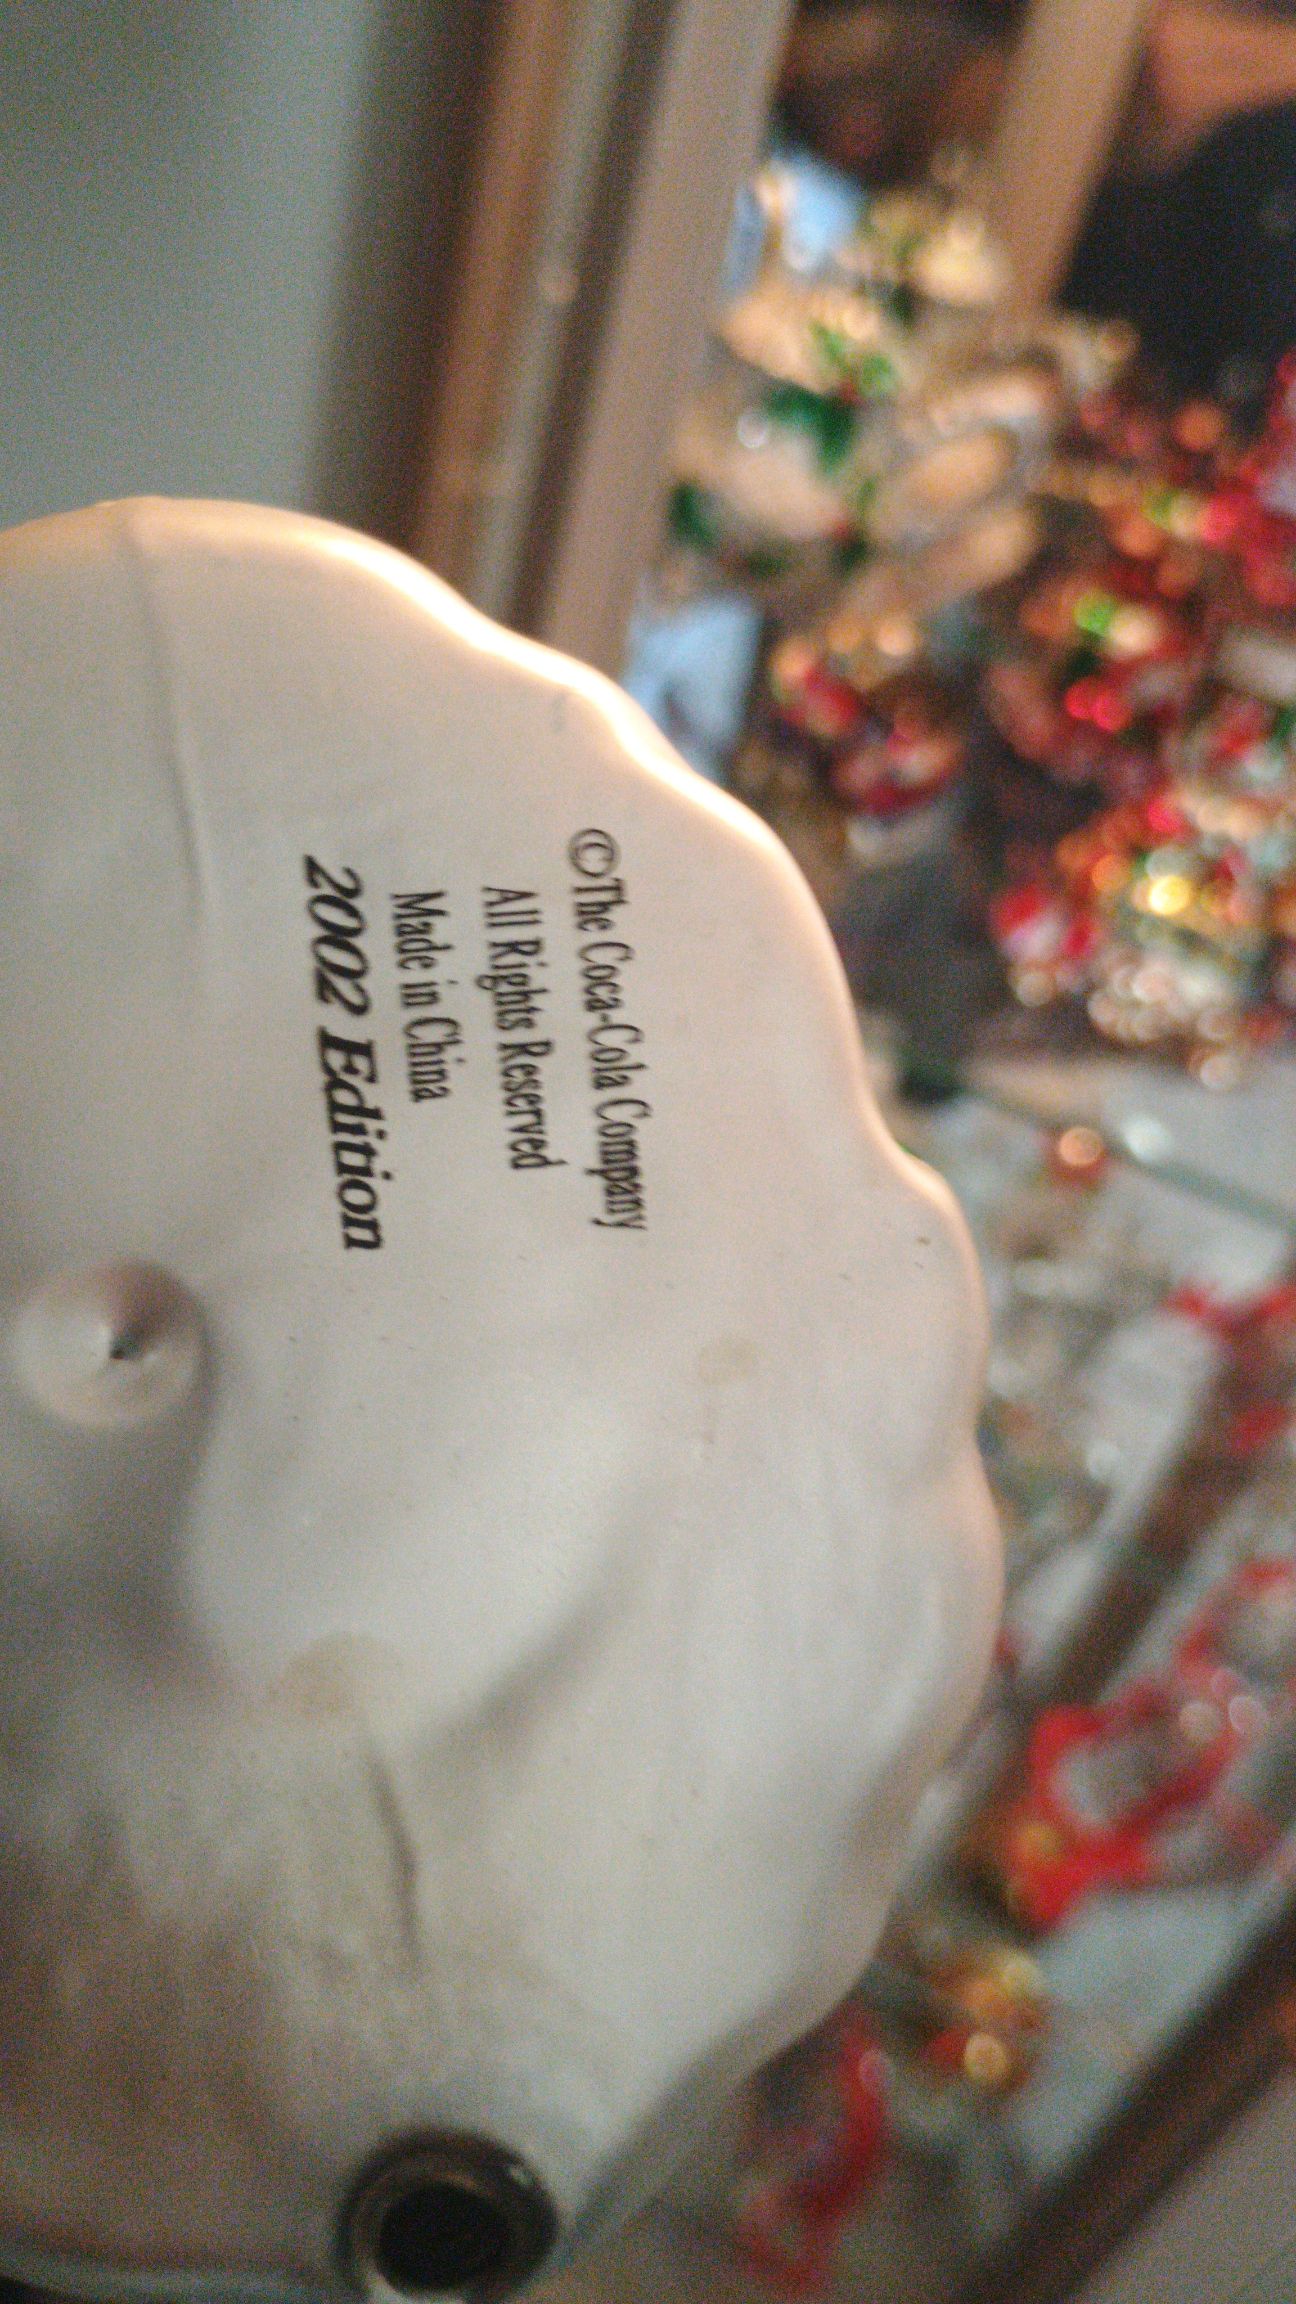 ©The Coca-Cola Company
All Rights Reserved
Made in China
2002 Edition